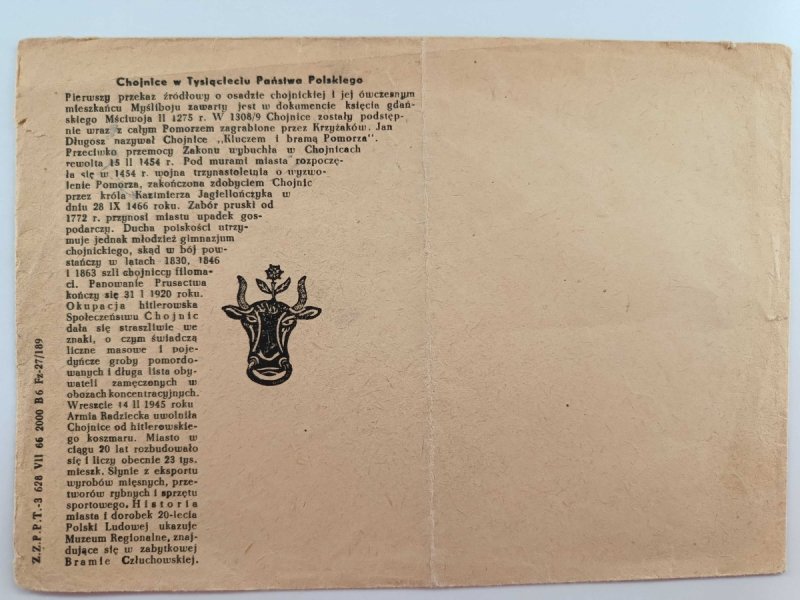 Chojnice w Tysiącleciu Państwa Polskiego
Pierwszy przekaz źródłowy o osadzie chojnickiej i jej ówczesnym
mieszkańcu Myśliboju zawarty jest w dokumencie księcia gdań-
skiego Mściwoja II 1275 r. W 1308/9 Chojnice zostały podstęp-
nie wraz z całym Pomorzem zagrabione przez Krzyżaków. Jan
Długosz nazywał Chojnice „Kluczem i bramą Pomorza".
Przeciwko przemocy Zakonu wybuchła w Chojnicach
rewolta 15 II 1454 r. Pod murami miasta rozpoczę-
ła się w 1454 r. wojna trzynastoletnia o wyzwo-
lenie Pomorza, zakończona zdobyciem Chojnic
przez króla Kazimierza Jagiellończyka w
dniu 28 IX 1466 roku. Zabór pruski od
1772 r. przynosi miastu upadek gos-
podarczy. Ducha polskości utrzy-
muje jednak młodzież gimnazjum
chojnickiego, skąd w bój pow-
stańczy w latach 1830, 1846
i 1863 szli chojniccy filoma-
ci. Panowanie Prusactwa
kończy się 31 I 1920 roku.
Okupacja hitlerowska
Społeczeństwu Chojnic
dała się straszliwie we
znaki, o czym świadczą
liczne masowe i poje-
dyńcze groby pomordo-
wanych i długa lista oby-
wateli zamęczonych w
obozach koncentracyjnych.
Wreszcie 14 II 1945 roku
Armia Radziecka uwolniła
Chojnice od hitlerowskie-
go koszmaru. Miasto w
ciągu 20 lat rozbudowało
się i liczy obecnie 23 tys.
mieszk. Słynie z eksportu
wyrobów mięsnych, prze-
tworów rybnych i sprzętu
sportowego. Historia
miasta i dorobek 20-lecia
Polski Ludowej ukazuje
Muzeum Regionalne, znaj-
dujące się w zabytkowej
Bramie Człuchowskiej.
Z.Z.P.P.T.-3 628 VII 66 2000 B6 Fz-27/189